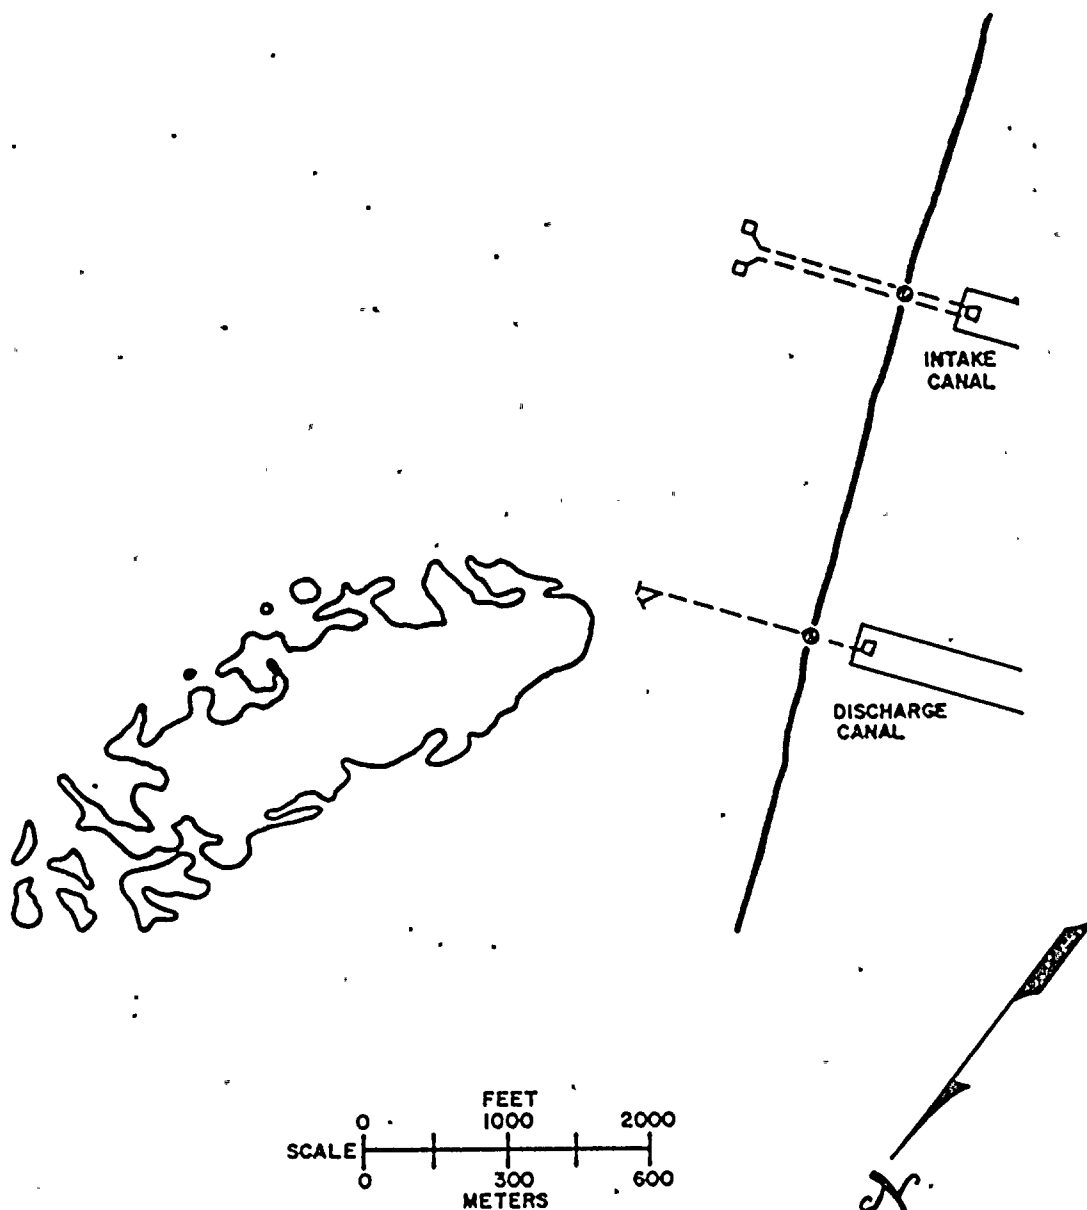 INTAKE
CANAL
DISCHARGE
CANAL
FEET
0 1000 2000
SCALE
0 300 600
METERS
N